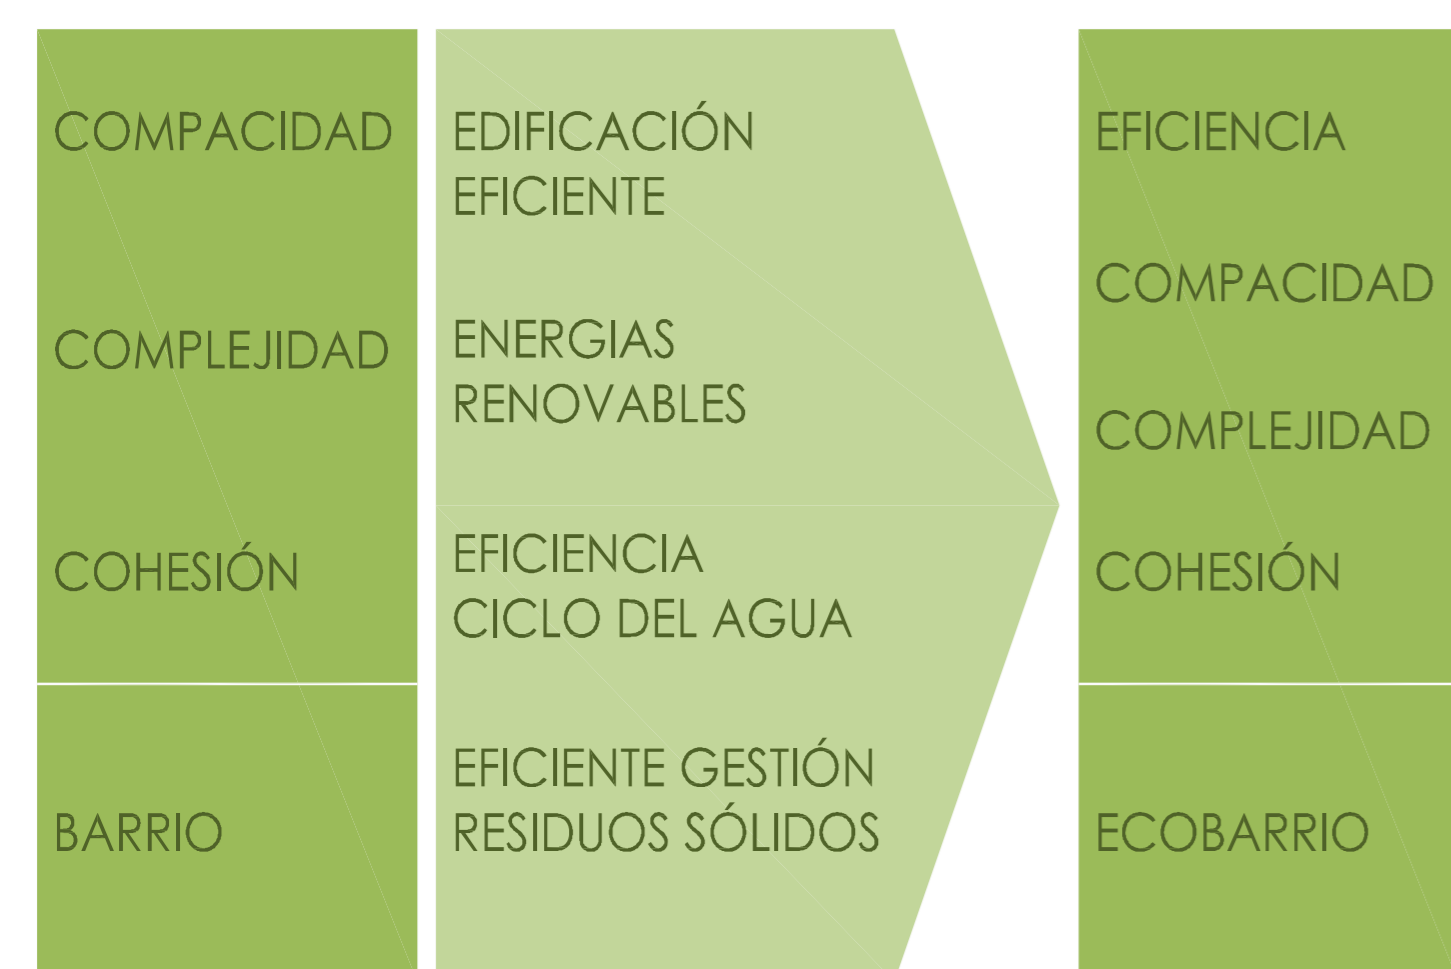 COMPACIDAD
COMPLEJIDAD
COHESIÓN
BARRIO
EDIFICACIÓN
EFICIENTE
ENERGIAS
RENOVABLES
EFICIENCIA
CICLO DEL AGUA
EFICIENTE GESTIÓN
RESIDUOS SÓLIDOS
EFICIENCIA
COMPACIDAD
COMPLEJIDAD
COHESIÓN
ECOBARRIO